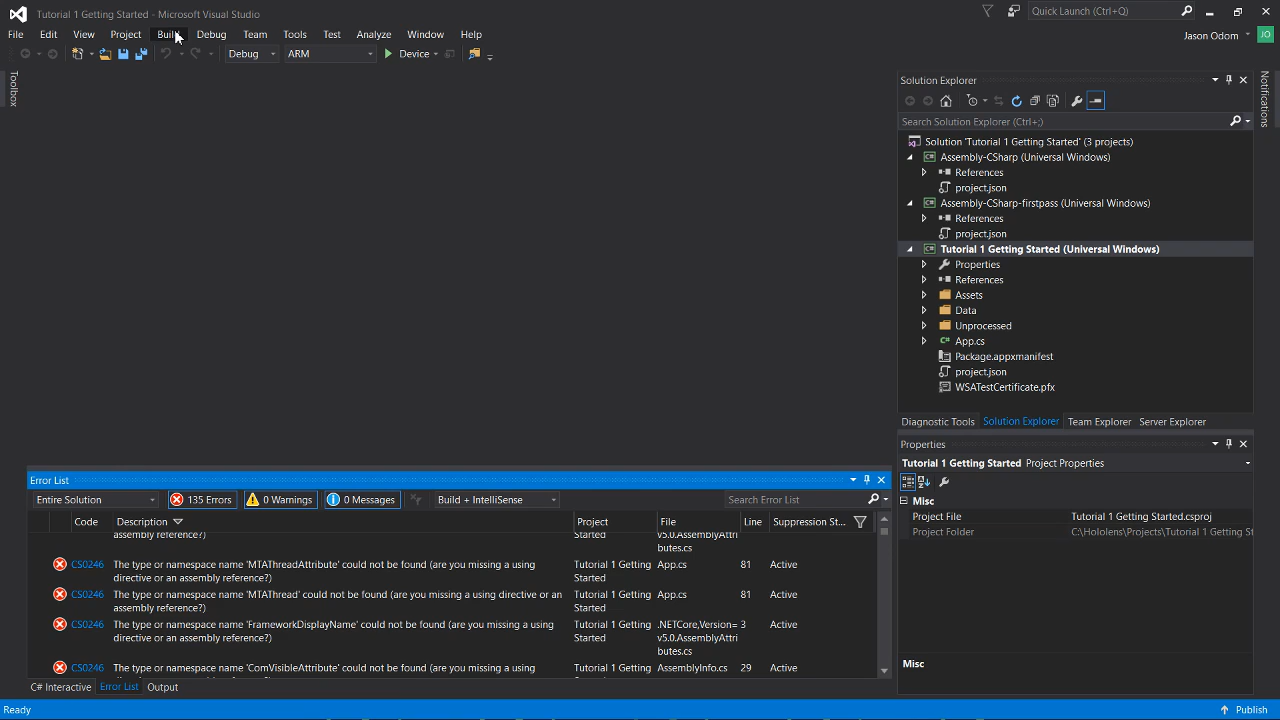 Tutorial 1 Getting Started - Microsoft Visual Studio
Quick Launch (Ctrl+Q)
File Edit View Project Build Debug Team Tools Test Analyze Window Help
Jason Odom JO
Debug ARM Device
Toolbox
Notifications
Solution Explorer
Search Solution Explorer (Ctrl+;)
Solution 'Tutorial 1 Getting Started' (3 projects)
Assembly-CSharp (Universal Windows)
References
project.json
Assembly-CSharp-firstpass (Universal Windows)
References
project.json
Tutorial 1 Getting Started (Universal Windows)
Properties
References
Assets
Data
Unprocessed
App.cs
Package.appxmanifest
project.json
WSATestCertificate.pfx
Diagnostic Tools Solution Explorer Team Explorer Server Explorer
Properties
Tutorial 1 Getting Started Project Properties
Misc
Project File Tutorial 1 Getting Started.csproj
Project Folder C:\Hololens\Projects\Tutorial 1 Getting St
Misc
Error List
Entire Solution 135 Errors 0 Warnings 0 Messages Build + IntelliSense Search Error List
Code Description Project File Line Suppression St...
assembly reference?) Started v5.0.AssemblyAttri
butes.cs
CS0246 The type or namespace name 'MTAThreadAttribute' could not be found (are you missing a using Tutorial 1 Getting App.cs 81 Active
directive or an assembly reference?) Started
CS0246 The type or namespace name 'MTAThread' could not be found (are you missing a using directive or an Tutorial 1 Getting App.cs 81 Active
assembly reference?) Started
CS0246 The type or namespace name 'FrameworkDisplayName' could not be found (are you missing a using Tutorial 1 Getting .NETCore,Version= 3 Active
directive or an assembly reference?) Started v5.0.AssemblyAttri
butes.cs
CS0246 The type or namespace name 'ComVisibleAttribute' could not be found (are you missing a using Tutorial 1 Getting AssemblyInfo.cs 29 Active
C# Interactive Error List Output
Ready Publish